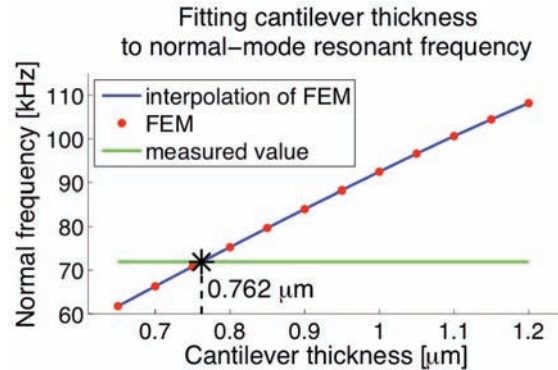 Fitting cantilever thickness
to normal-mode resonant frequency
Normal frequency [kHz]
110
100
90
80
70
60
interpolation of FEM
FEM
measured value
0.762 μm
0.7 0.8 0.9 1 1.1 1.2
Cantilever thickness [μm]